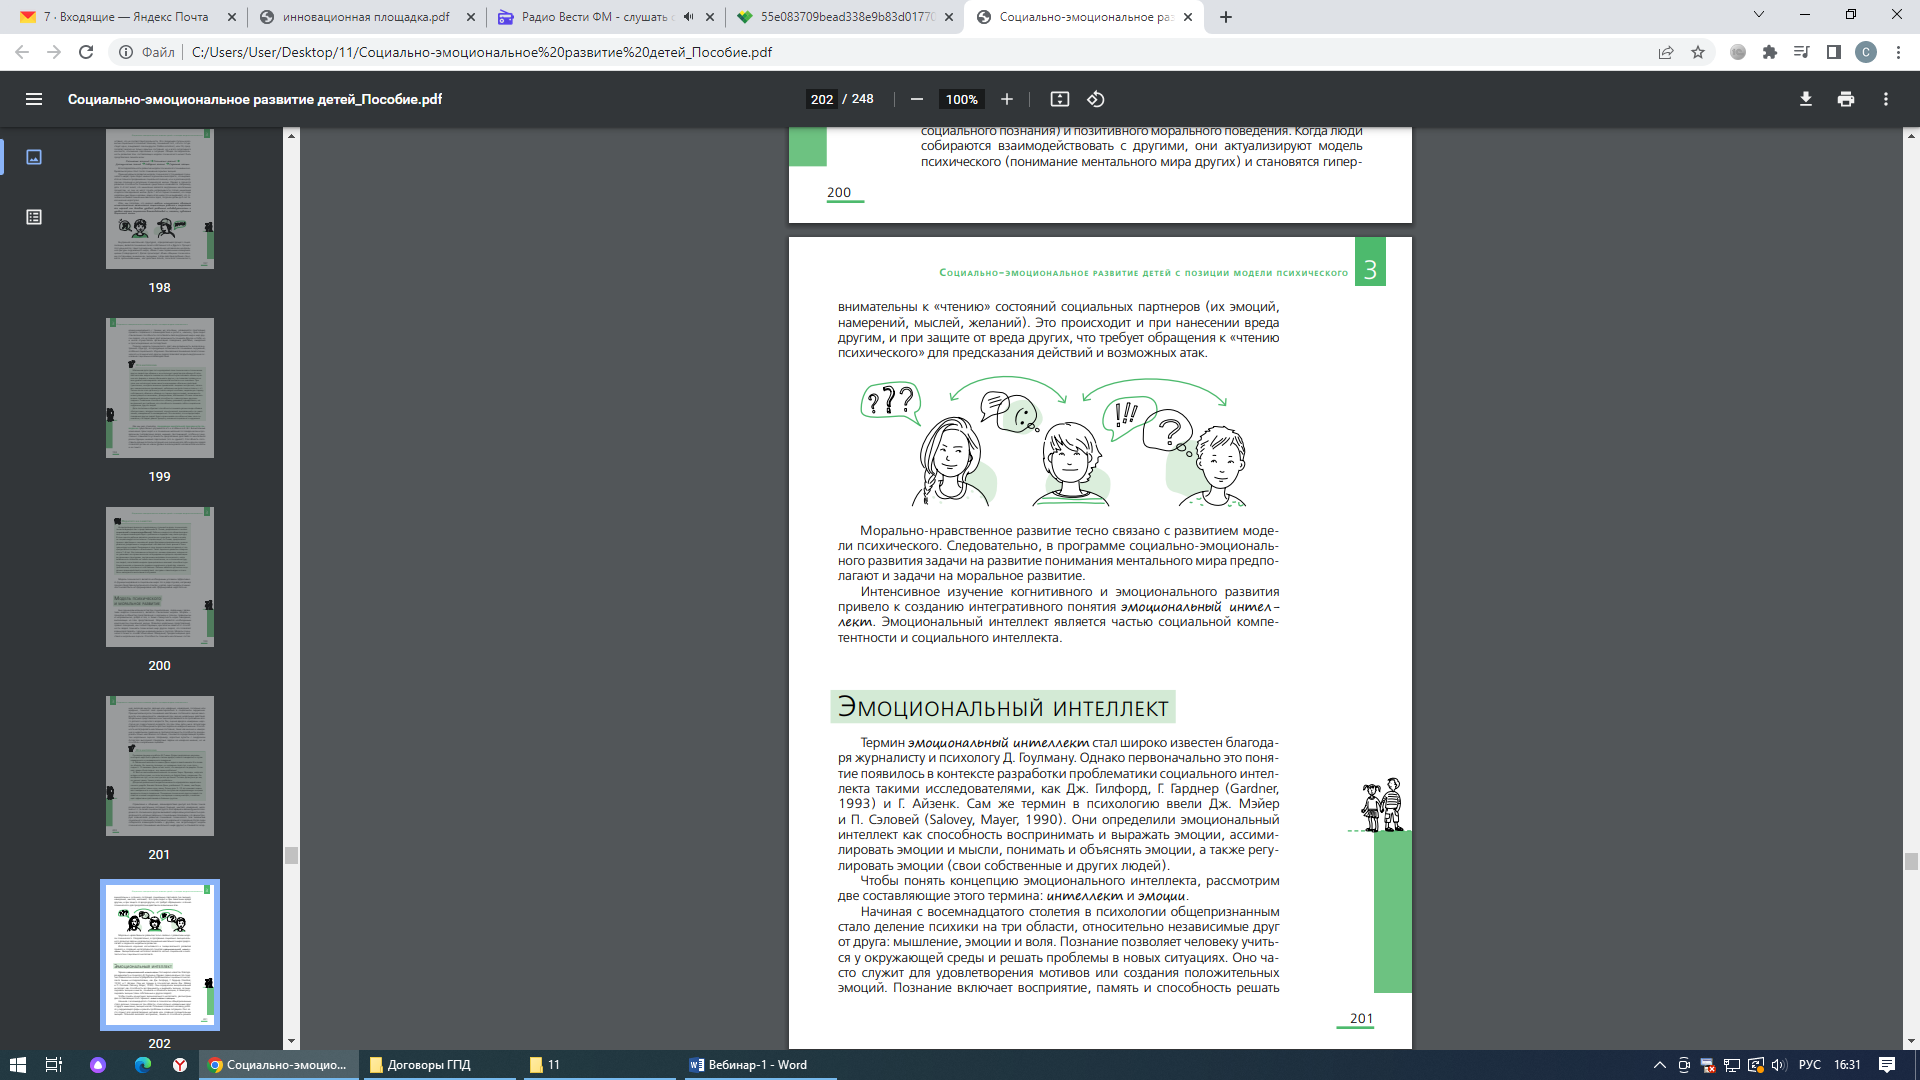 7 · Входящие — Яндекс Почта
инновационная площадка.pdf
Радио Вести ФМ - слушать
55e083709bead338e9b83d01770
Социально-эмоциональное ра
Файл
C:/Users/User/Desktop/11/Социально-эмоциональное%20развитие%20детей_Пособие.pdf
C
Социально-эмоциональное развитие детей_Пособие.pdf
202 / 248
100%
198
199
200
201
202
социального познания) и позитивного морального поведения. Когда люди
собираются взаимодействовать с другими, они актуализируют модель
психического (понимание ментального мира других) и становятся гипер-
200
Социально-эмоциональное развитие детей с позиции модели психического
3
внимательны к «чтению» состояний социальных партнеров (их эмоций,
намерений, мыслей, желаний). Это происходит и при нанесении вреда
другим, и при защите от вреда других, что требует обращения к «чтению
психического» для предсказания действий и возможных атак.
???
!!!
?
Морально-нравственное развитие тесно связано с развитием моде-
ли психического. Следовательно, в программе социально-эмоциональ-
ного развития задачи на развитие понимания ментального мира предпо-
лагают и задачи на моральное развитие.
Интенсивное изучение когнитивного и эмоционального развития
привело к созданию интегративного понятия эмоциональный интел-
лект. Эмоциональный интеллект является частью социальной компе-
тентности и социального интеллекта.
Эмоциональный интеллект
Термин эмоциональный интеллект стал широко известен благода-
ря журналисту и психологу Д. Гоулману. Однако первоначально это поня-
тие появилось в контексте разработки проблематики социального интел-
лекта такими исследователями, как Дж. Гилфорд, Г. Гарднер (Gardner,
1993) и Г. Айзенк. Сам же термин в психологию ввели Дж. Мэйер
и П. Сэловей (Salovey, Mayer, 1990). Они определили эмоциональный
интеллект как способность воспринимать и выражать эмоции, ассими-
лировать эмоции и мысли, понимать и объяснять эмоции, а также регу-
лировать эмоции (свои собственные и других людей).
Чтобы понять концепцию эмоционального интеллекта, рассмотрим
две составляющие этого термина: интеллект и эмоции.
Начиная с восемнадцатого столетия в психологии общепризнанным
стало деление психики на три области, относительно независимые друг
от друга: мышление, эмоции и воля. Познание позволяет человеку учить-
ся у окружающей среды и решать проблемы в новых ситуациях. Оно ча-
сто служит для удовлетворения мотивов или создания положительных
эмоций. Познание включает восприятие, память и способность решать
201
Социально-эмоцио...
Договоры ГПД
11
Вебинар-1 - Word
РУС
16:31